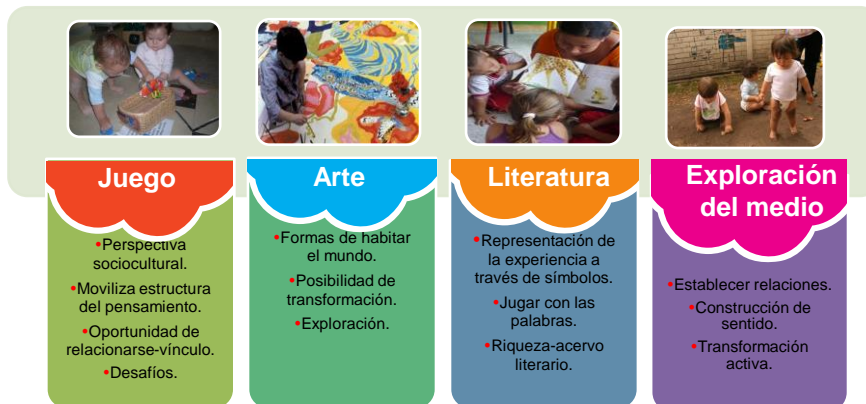 Juego
•Perspectiva
sociocultural.
•Moviliza estructura
del pensamiento.
•Oportunidad de
relacionarse-vínculo.
•Desafíos.
Arte
•Formas de habitar
el mundo.
•Posibilidad de
transformación.
•Exploración.
Literatura
•Representación de
la experiencia a
través de símbolos.
•Jugar con las
palabras.
•Riqueza-acervo
literario.
Exploración
del medio
•Establecer relaciones.
•Construcción de
sentido.
•Transformación
activa.